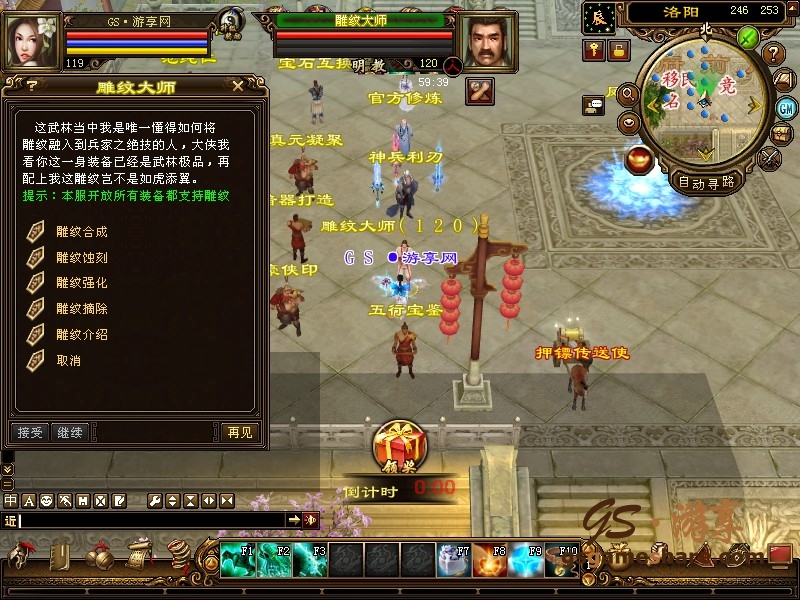 GS·游享网
119
雕纹大师
明教
120
洛阳
246 253
北
辰
自动寻路
雕纹大师
这武林当中我是唯一懂得如何将
雕纹融入到兵家之绝技的人，大侠我
看你这一身装备已经是武林极品，再
配上我这雕纹岂不是如虎添翼。
提示：本服开放所有装备都支持雕纹
雕纹合成
雕纹蚀刻
雕纹强化
雕纹摘除
雕纹介绍
取消
接受
继续
再见
宝石互换
59:39
官方修炼
真元凝聚
神兵利刃
暗器打造
雕纹大师(120)
GS●游享网
五行宝鉴
押镖传送使
领奖
倒计时 0:00
中
A
近
F1
F2
F3
F7
F8
F9
F10
GM
GS·游享